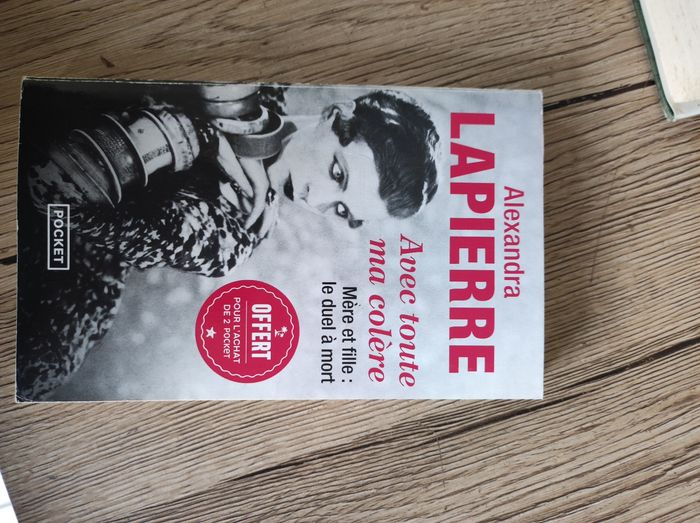 Alexandra
LAPIERRE
Avec toute
ma colère
Mère et fille :
le duel à mort
OFFERT
POUR L'ACHAT
DE 2 POCKET
POCKET